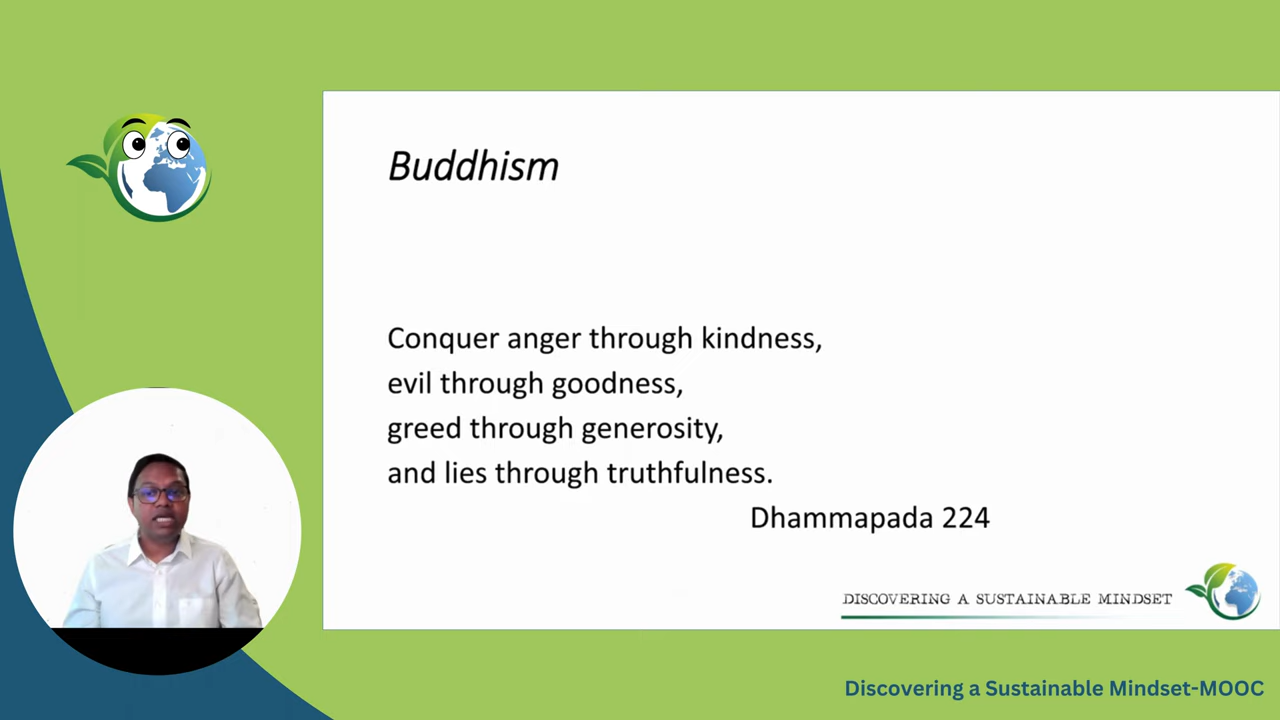 Buddhism
Conquer anger through kindness,
evil through goodness,
greed through generosity,
and lies through truthfulness.
Dhammapada 224
DISCOVERING A SUSTAINABLE MINDSET
Discovering a Sustainable Mindset-MOOC